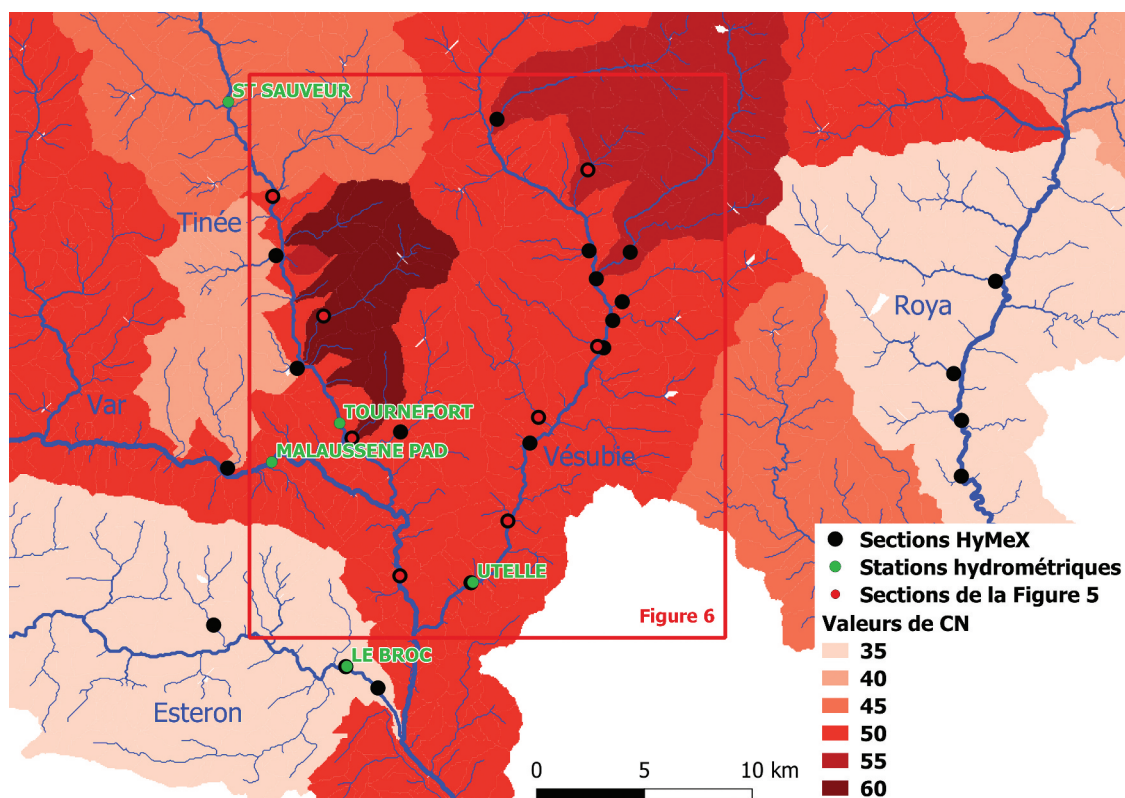 ST SAUVEUR
Tinée
Roya
Var
TOURNEFORT
MALAUSSENE PAD
Vésubie
UTELLE
Figure 6
LE BROC
Esteron
Sections HyMeX
Stations hydrométriques
Sections de la Figure 5
Valeurs de CN
35
40
45
50
55
60
0 5 10 km